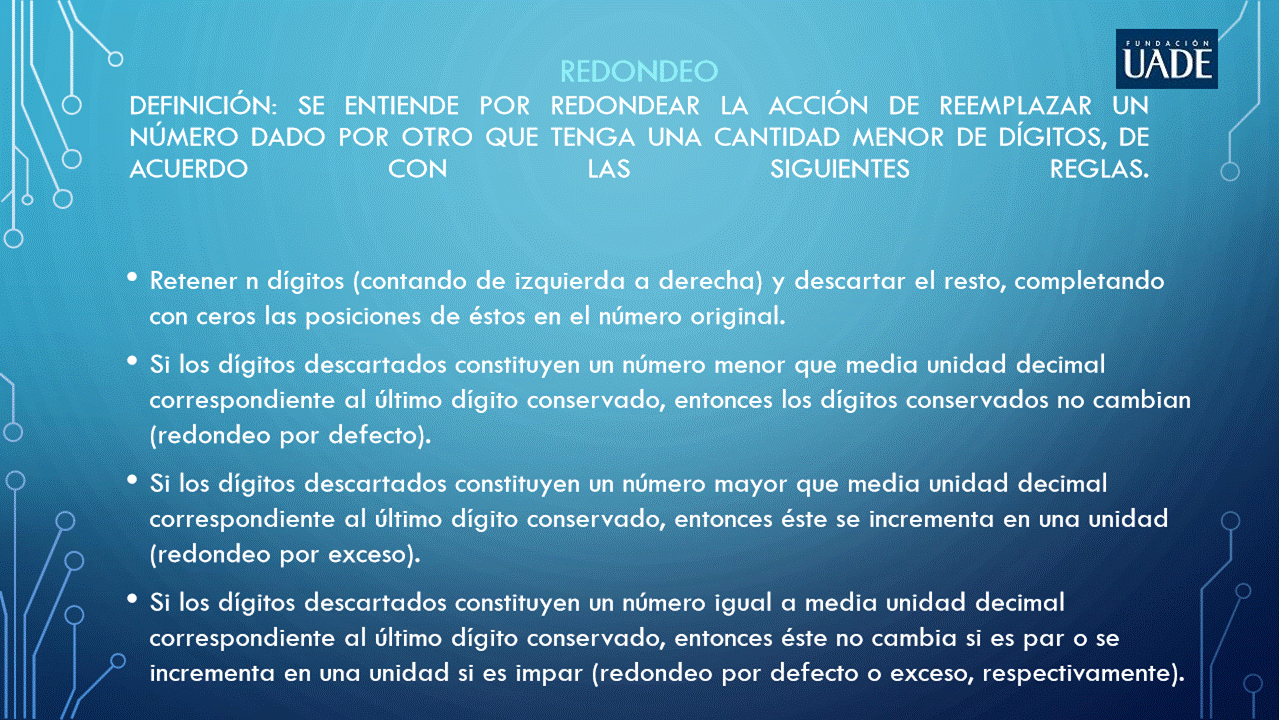 FUNDACIÓN
UADE
REDONDEO
DEFINICIÓN: SE ENTIENDE POR REDONDEAR LA ACCIÓN DE REEMPLAZAR UN
NÚMERO DADO POR OTRO QUE TENGA UNA CANTIDAD MENOR DE DÍGITOS, DE
ACUERDO CON LAS SIGUIENTES REGLAS.
• Retener n dígitos (contando de izquierda a derecha) y descartar el resto, completando
con ceros las posiciones de éstos en el número original.
• Si los dígitos descartados constituyen un número menor que media unidad decimal
correspondiente al último dígito conservado, entonces los dígitos conservados no cambian
(redondeo por defecto).
• Si los dígitos descartados constituyen un número mayor que media unidad decimal
correspondiente al último dígito conservado, entonces éste se incrementa en una unidad
(redondeo por exceso).
• Si los dígitos descartados constituyen un número igual a media unidad decimal
correspondiente al último dígito conservado, entonces éste no cambia si es par o se
incrementa en una unidad si es impar (redondeo por defecto o exceso, respectivamente).